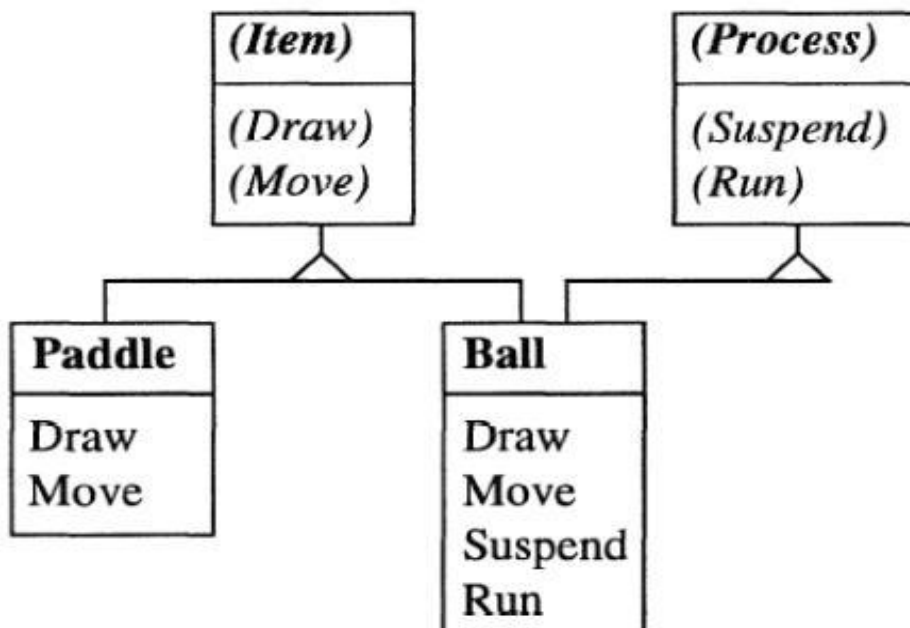 (Item)
(Draw)
(Move)
(Process)
(Suspend)
(Run)
Paddle
Draw
Move
Ball
Draw
Move
Suspend
Run